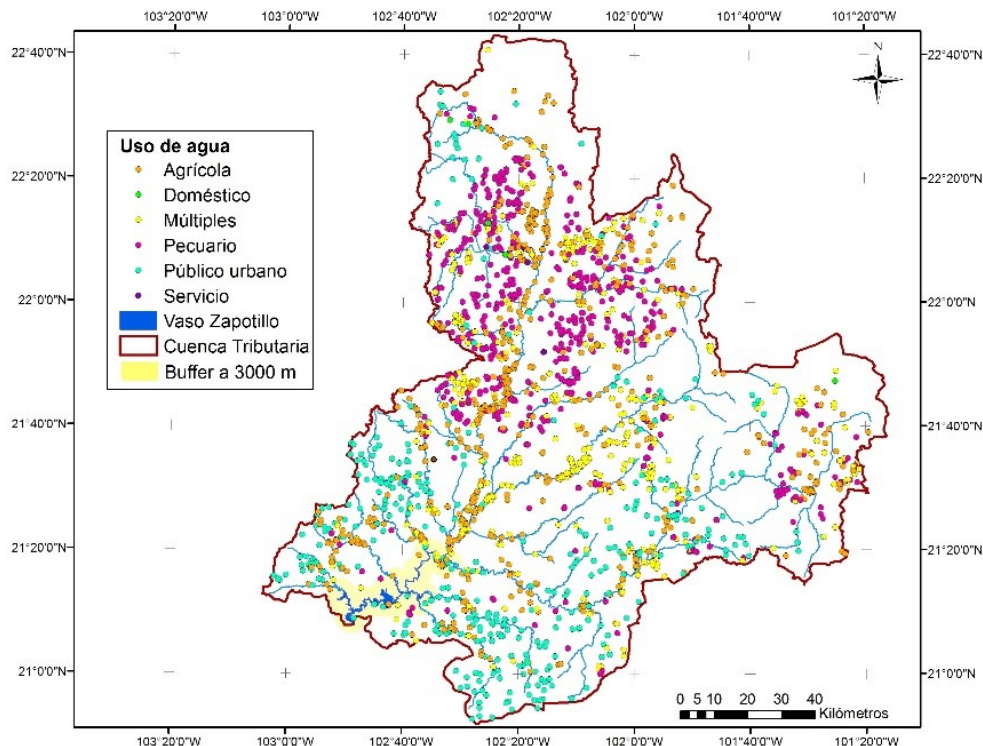 103°20'0"W 103°0'0"W 102°40'0"W 102°20'0"W 102°0'0"W 101°40'0"W 101°20'0"W
22°40'0"N 22°40'0"N
N
Uso de agua
Agrícola
Doméstico
Múltiples
Pecuario
Público urbano
Servicio
Vaso Zapotillo
Cuenca Tributaria
Buffer a 3000 m
22°20'0"N 22°20'0"N
22°0'0"N 22°0'0"N
21°40'0"N 21°40'0"N
21°20'0"N 21°20'0"N
21°0'0"N 21°0'0"N
0 5 10 20 30 40
Kilómetros
103°20'0"W 103°0'0"W 102°40'0"W 102°20'0"W 102°0'0"W 101°40'0"W 101°20'0"W